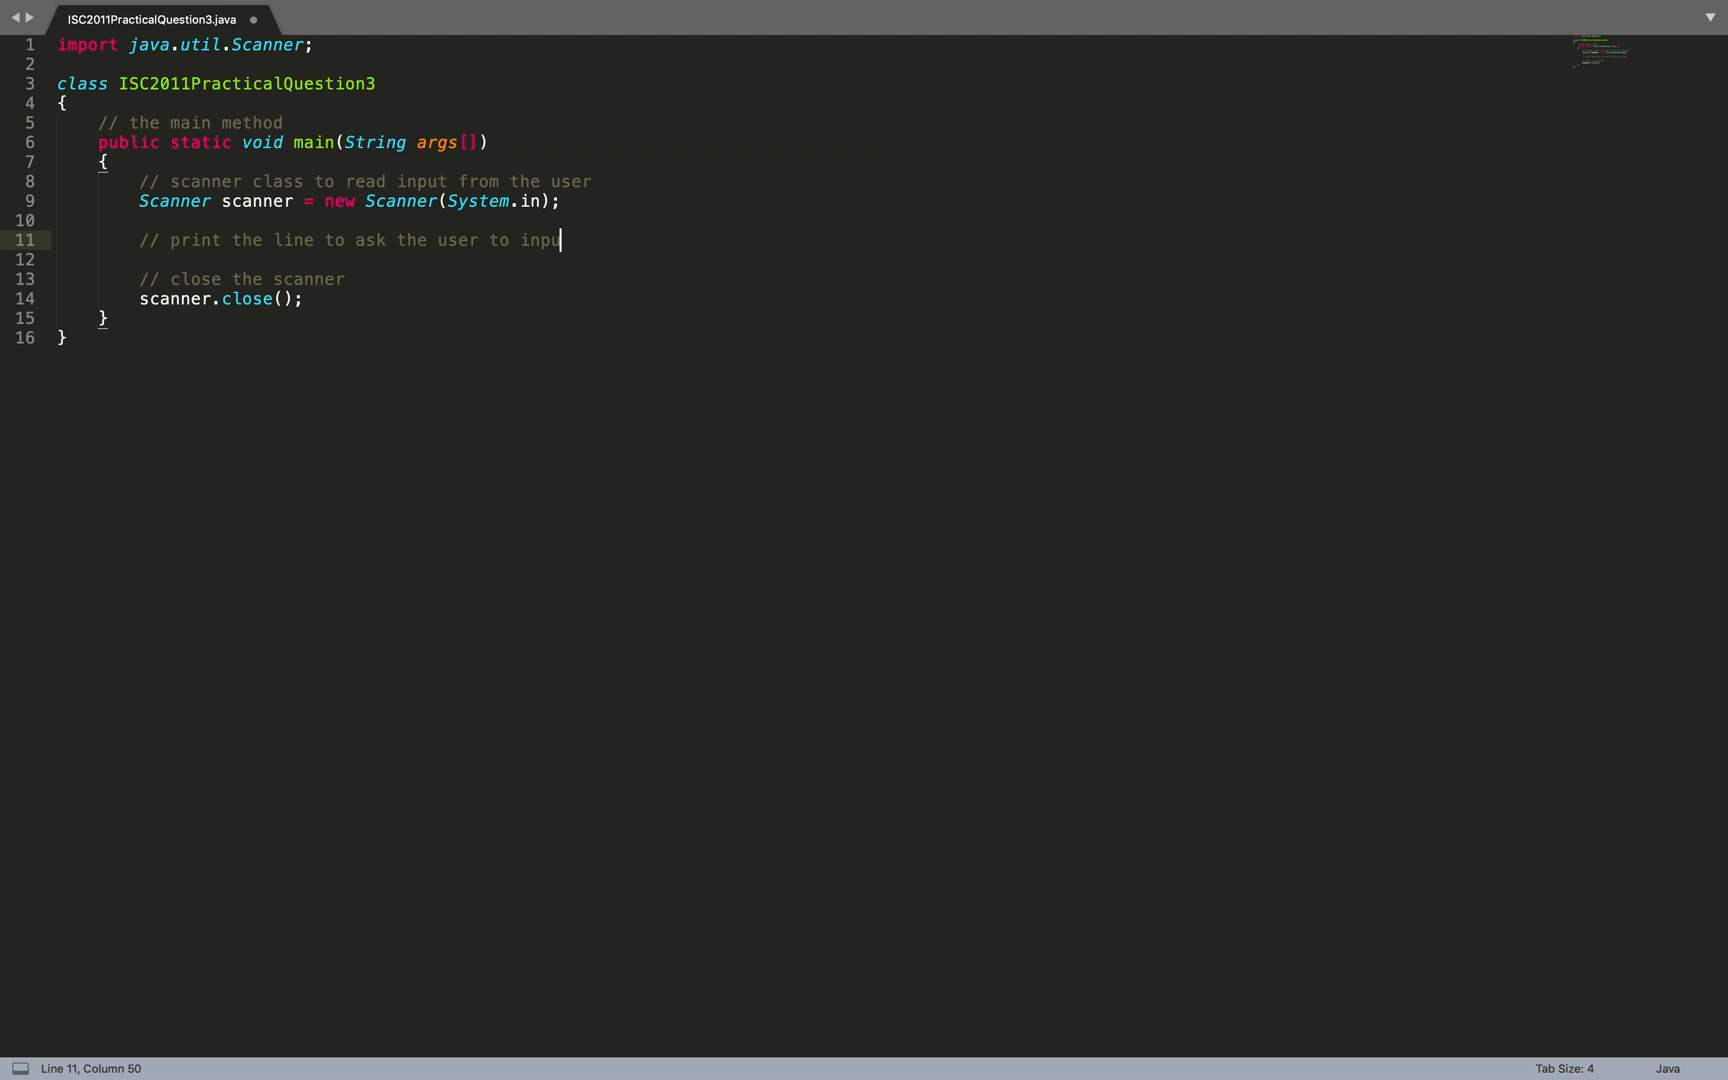 ISC2011PracticalQuestion3.java
1 import java.util.Scanner;
2
3 class ISC2011PracticalQuestion3
4 {
5 // the main method
6 public static void main(String args[])
7 {
8 // scanner class to read input from the user
9 Scanner scanner = new Scanner(System.in);
10
11 // print the line to ask the user to inpu
12
13 // close the scanner
14 scanner.close();
15 }
16 }
Line 11, Column 50
Tab Size: 4
Java